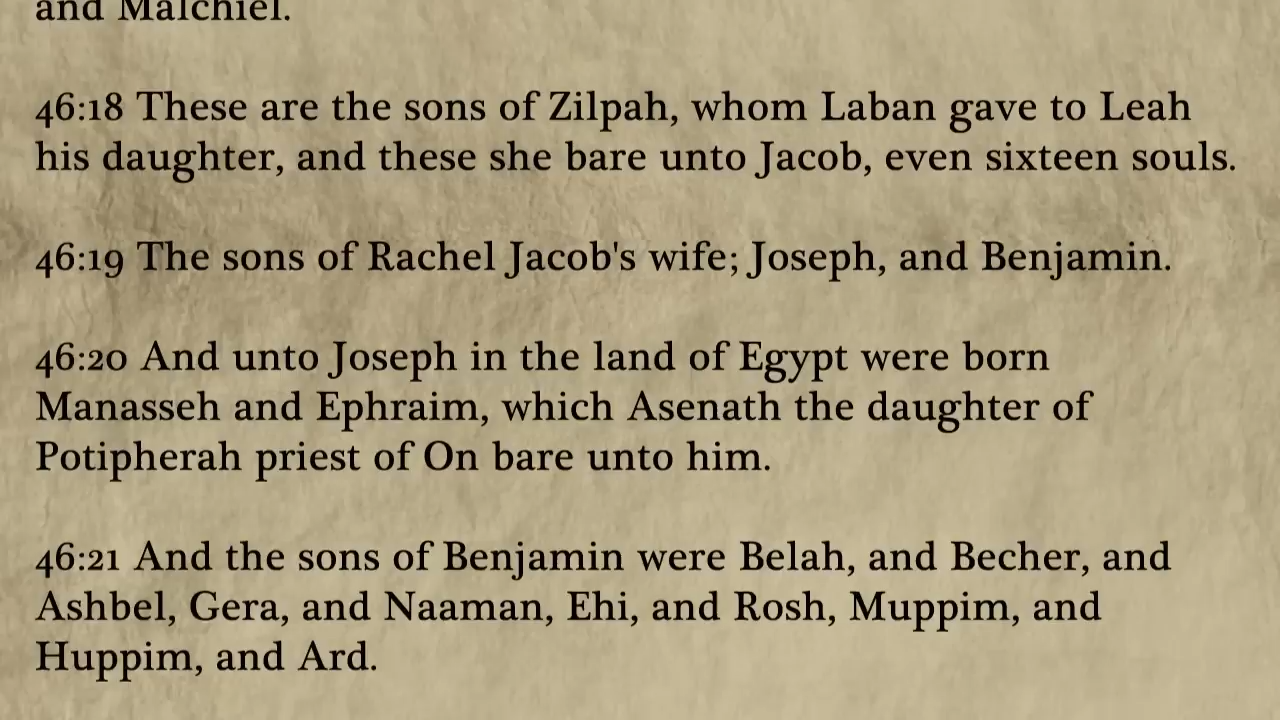 and Malchiel.
46:18 These are the sons of Zilpah, whom Laban gave to Leah
his daughter, and these she bare unto Jacob, even sixteen souls.
46:19 The sons of Rachel Jacob's wife; Joseph, and Benjamin.
46:20 And unto Joseph in the land of Egypt were born
Manasseh and Ephraim, which Asenath the daughter of
Potipherah priest of On bare unto him.
46:21 And the sons of Benjamin were Belah, and Becher, and
Ashbel, Gera, and Naaman, Ehi, and Rosh, Muppim, and
Huppim, and Ard.